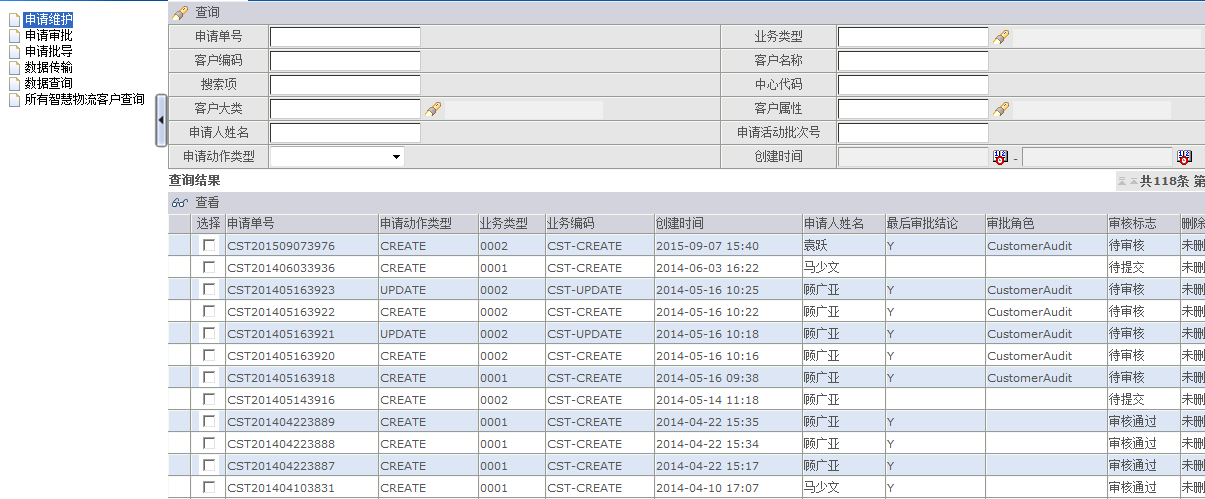 申请维护
申请审批
申请批导
数据传输
数据查询
所有智慧物流客户查询
查询
申请单号 业务类型
客户编码 客户名称
搜索项 中心代码
客户大类 客户属性
申请人姓名 申请活动批次号
申请动作类型 创建时间 -
查询结果 共118条 第
查看
选择 申请单号 申请动作类型 业务类型 业务编码 创建时间 申请人姓名 最后审批结论 审批角色 审核标志 删除
CST201509073976 CREATE 0002 CST-CREATE 2015-09-07 15:40 袁跃 Y CustomerAudit 待审核 未删
CST201406033936 CREATE 0001 CST-CREATE 2014-06-03 16:22 马少文 待提交 未删
CST201405163923 UPDATE 0002 CST-UPDATE 2014-05-16 10:25 顾广亚 Y CustomerAudit 待审核 未删
CST201405163922 CREATE 0002 CST-CREATE 2014-05-16 10:22 顾广亚 Y CustomerAudit 待审核 未删
CST201405163921 UPDATE 0002 CST-UPDATE 2014-05-16 10:18 顾广亚 Y CustomerAudit 待审核 未删
CST201405163920 CREATE 0002 CST-CREATE 2014-05-16 10:16 顾广亚 Y CustomerAudit 待审核 未删
CST201405163918 CREATE 0001 CST-CREATE 2014-05-16 09:38 顾广亚 Y CustomerAudit 待审核 未删
CST201405143916 CREATE 0002 CST-CREATE 2014-05-14 11:18 顾广亚 待提交 未删
CST201404223889 CREATE 0001 CST-CREATE 2014-04-22 15:35 顾广亚 Y 审核通过 未删
CST201404223888 CREATE 0001 CST-CREATE 2014-04-22 15:34 顾广亚 Y 审核通过 未删
CST201404223887 CREATE 0001 CST-CREATE 2014-04-22 15:17 顾广亚 Y 审核通过 未删
CST201404103831 CREATE 0001 CST-CREATE 2014-04-10 17:07 马少文 Y 审核通过 未删